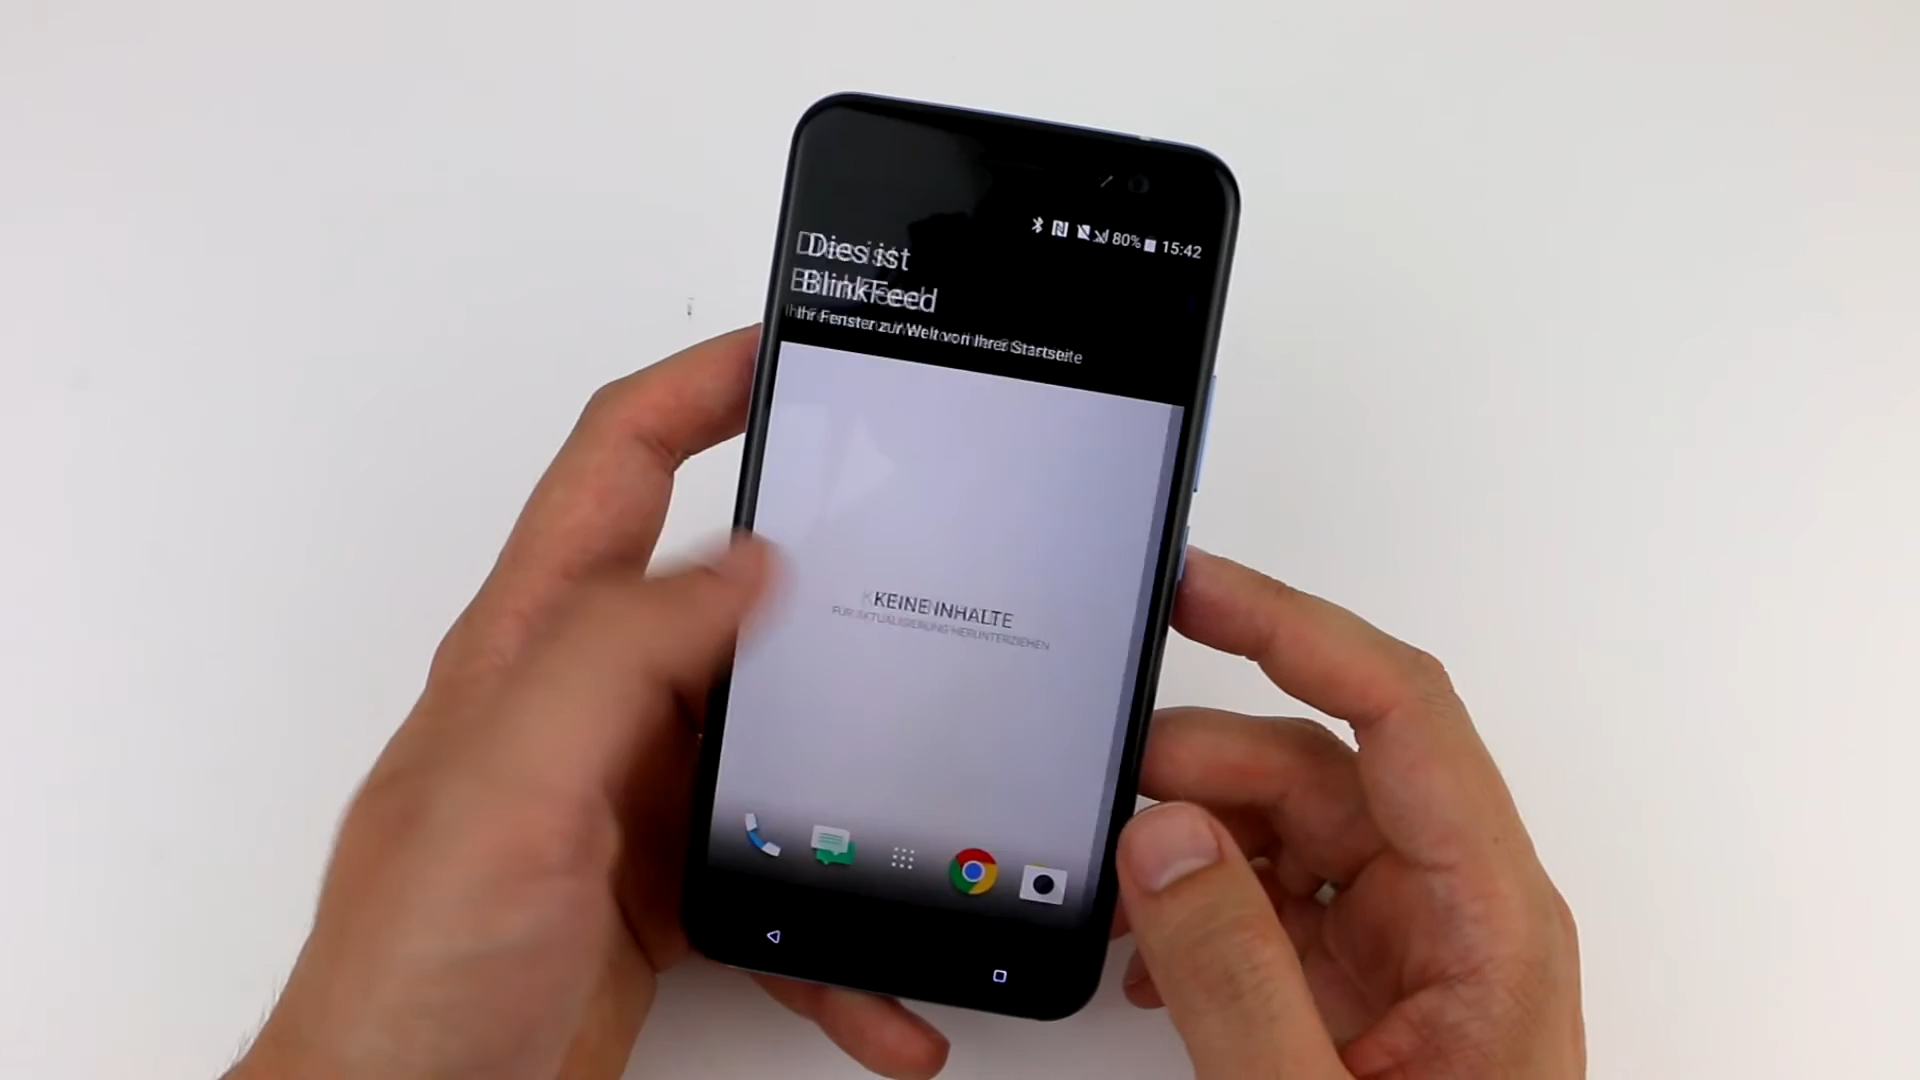 80% 15:42
Dies ist
BlinkFeed
Ihr Fenster zur Welt von Ihrer Startseite
KEINE INHALTE
FÜR AKTUALISIERUNG HERUNTERZIEHEN